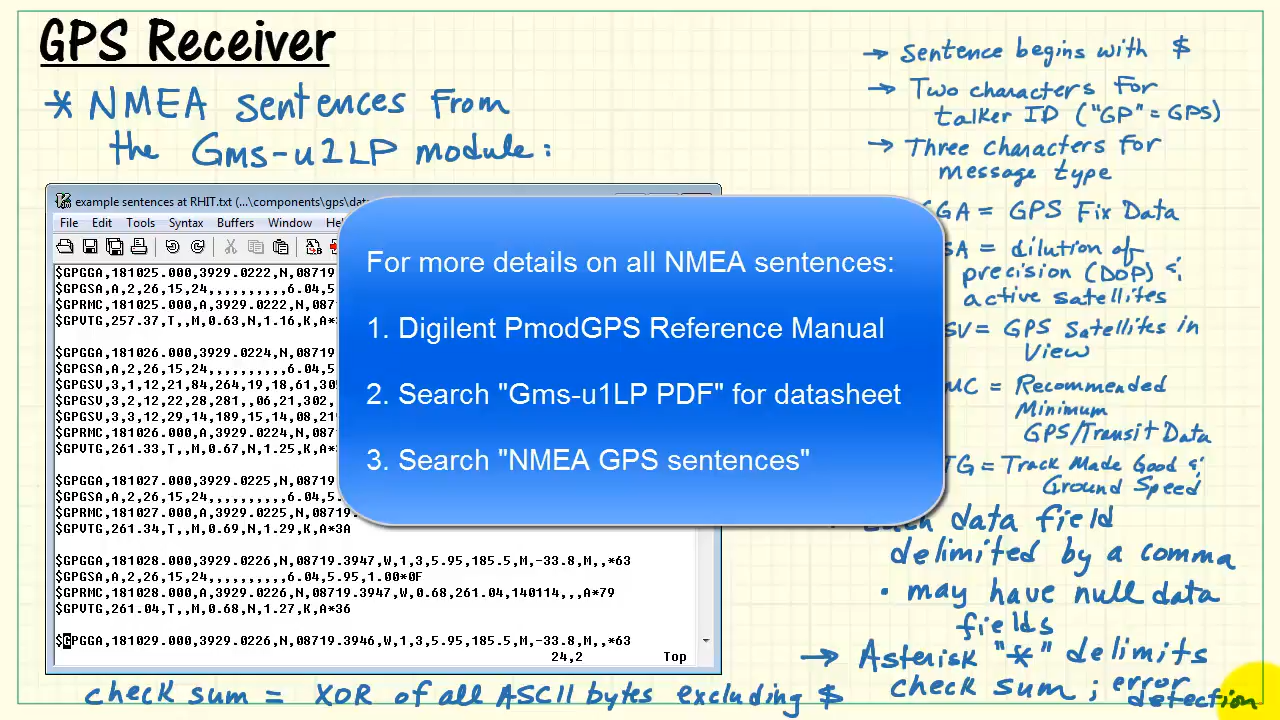 GPS Receiver
* NMEA sentences From
the Gms-u1LP module:
example sentences at RHIT.txt (...\components\gps\da
File Edit Tools Syntax Buffers Window He
$GPGGA,181025.000,3929.0222,N,08719
$GPGSA,A,2,26,15,24,,,,,,,,,,6.04,5
$GPRMC,181025.000,A,3929.0222,N,087
$GPVTG,257.37,T,,M,0.63,N,1.16,K,A*
$GPGGA,181026.000,3929.0224,N,08719
$GPGSA,A,2,26,15,24,,,,,,,,,,6.04,5
$GPGSV,3,1,12,21,84,264,19,18,61,30
$GPGSV,3,2,12,22,28,281,,06,21,302,
$GPGSV,3,3,12,29,14,189,15,14,08,21
$GPRMC,181026.000,A,3929.0224,N,087
$GPVTG,261.33,T,,M,0.67,N,1.25,K,A*
$GPGGA,181027.000,3929.0225,N,08719
$GPGSA,A,2,26,15,24,,,,,,,,,,6.04,5
$GPRMC,181027.000,A,3929.0225,N,087
$GPVTG,261.34,T,,M,0.69,N,1.29,K,A*3A
$GPGGA,181028.000,3929.0226,N,08719.3947,W,1,3,5.95,185.5,M,-33.8,M,,*63
$GPGSA,A,2,26,15,24,,,,,,,,,,6.04,5.95,1.00*0F
$GPRMC,181028.000,A,3929.0226,N,08719.3947,W,0.68,261.04,140114,,,A*79
$GPVTG,261.04,T,,M,0.68,N,1.27,K,A*36
$GPGGA,181029.000,3929.0226,N,08719.3946,W,1,3,5.95,185.5,M,-33.8,M,,*63
24,2 Top
For more details on all NMEA sentences:
1. Digilent PmodGPS Reference Manual
2. Search "Gms-u1LP PDF" for datasheet
3. Search "NMEA GPS sentences"
→ Sentence begins with $
→ Two characters for
talker ID ("GP" = GPS)
→ Three characters for
message type
GA = GPS Fix Data
SA = dilution of
precision (DOP) &
active satellites
SV = GPS Satellites in
View
MC = Recommended
Minimum
GPS/Transit Data
TG = Track Made Good &
Ground Speed
Each data field
delimited by a comma
• may have null data
fields
→ Asterisk "*" delimits
check sum ; error
detection
check sum = XOR of all ASCII bytes excluding $